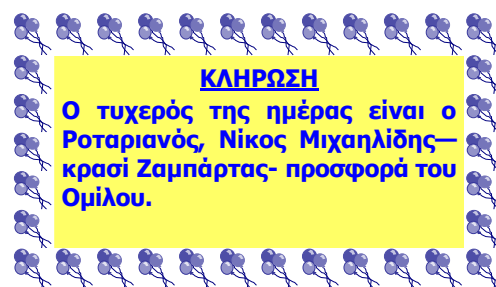 ΚΛΗΡΩΣΗ
Ο τυχερός της ημέρας είναι ο
Ροταριανός, Νίκος Μιχαηλίδης—
κρασί Ζαμπάρτας- προσφορά του
Ομίλου.